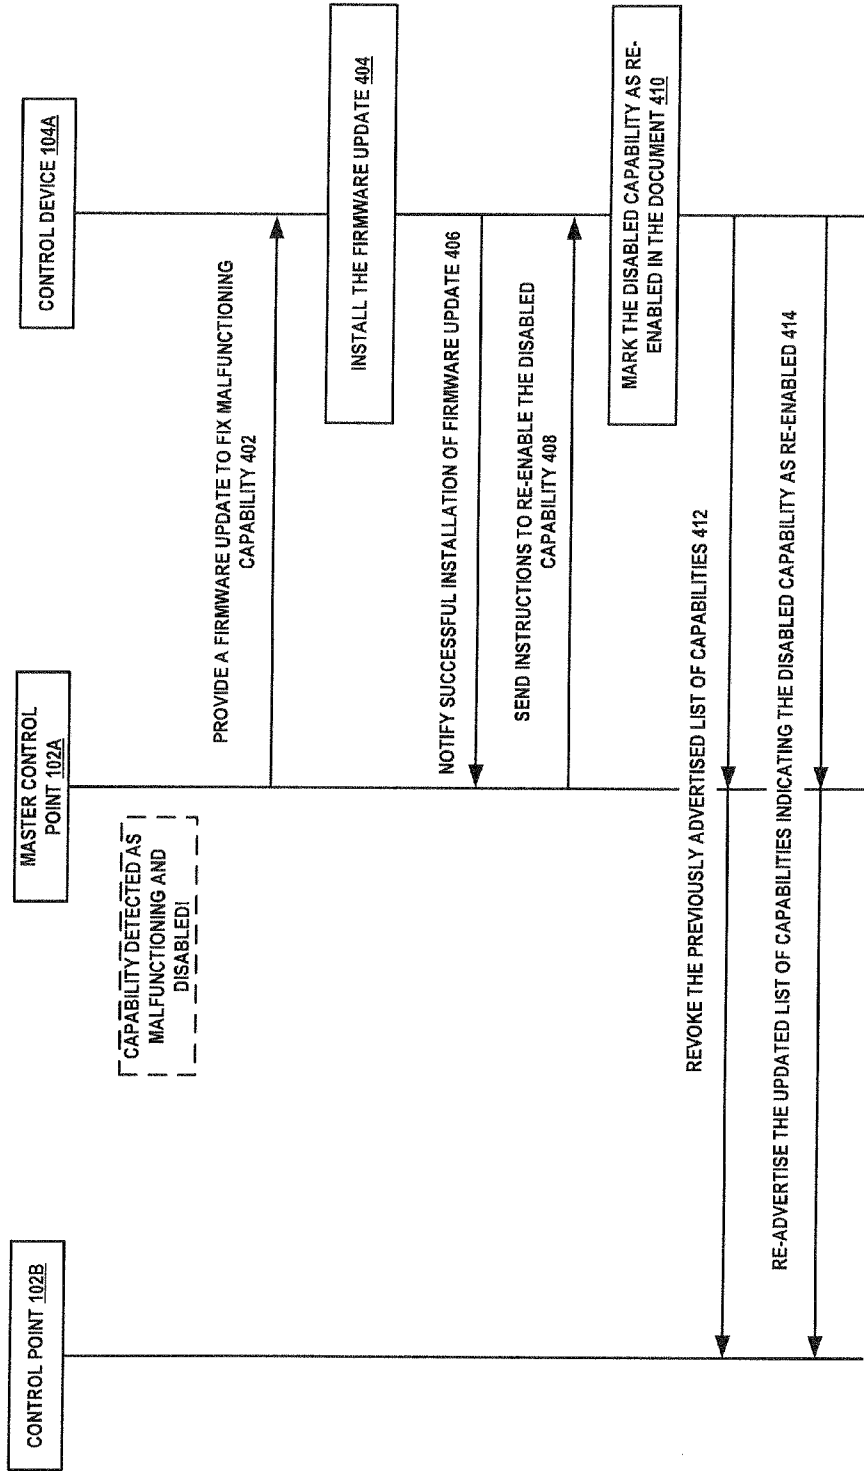 CONTROL POINT 102B
MASTER CONTROL
POINT 102A
CONTROL DEVICE 104A
CAPABILITY DETECTED AS
MALFUNCTIONING AND
DISABLED
PROVIDE A FIRMWARE UPDATE TO FIX MALFUNCTIONING
CAPABILITY 402
INSTALL THE FIRMWARE UPDATE 404
NOTIFY SUCCESSFUL INSTALLATION OF FIRMWARE UPDATE 406
SEND INSTRUCTIONS TO RE-ENABLE THE DISABLED
CAPABILITY 408
MARK THE DISABLED CAPABILITY AS RE-
ENABLED IN THE DOCUMENT 410
REVOKE THE PREVIOUSLY ADVERTISED LIST OF CAPABILITIES 412
RE-ADVERTISE THE UPDATED LIST OF CAPABILITIES INDICATING THE DISABLED CAPABILITY AS RE-ENABLED 414